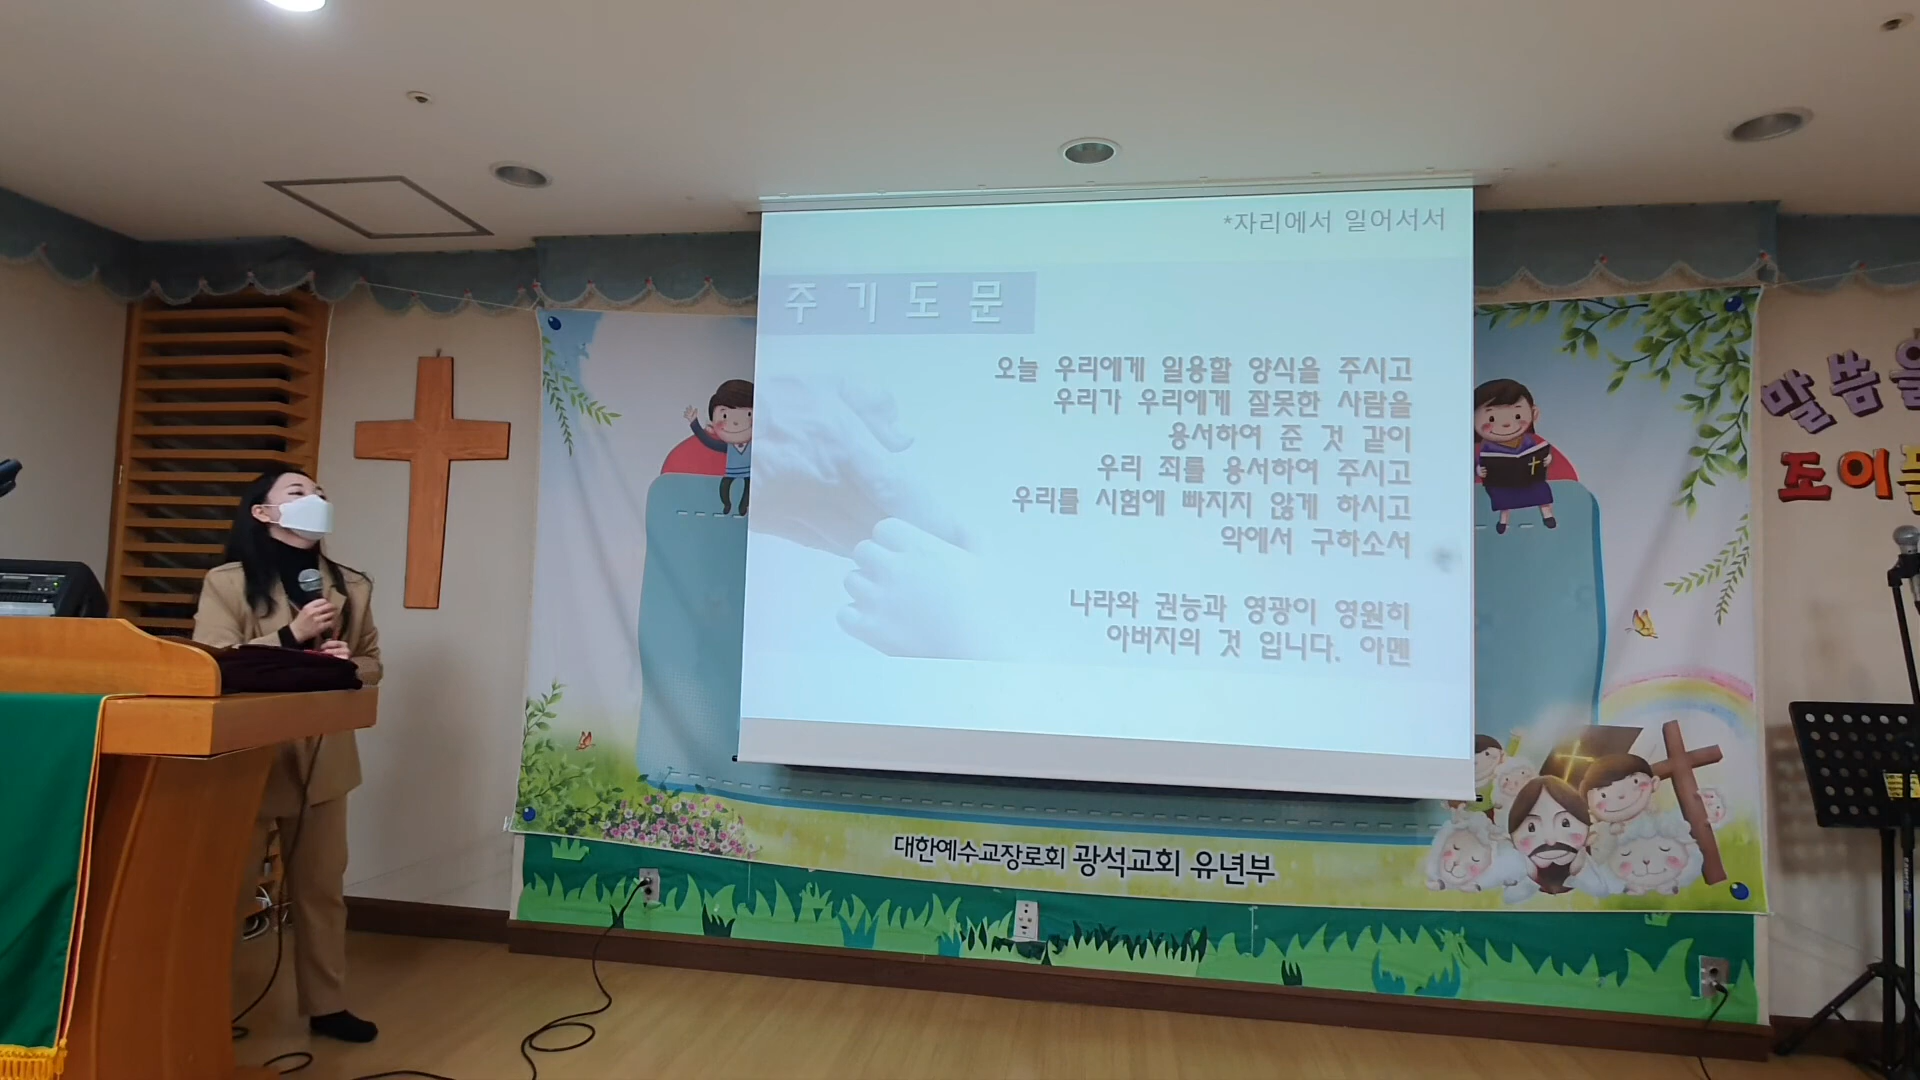 *자리에서 일어서서
주 기 도 문
오늘 우리에게 일용할 양식을 주시고
우리가 우리에게 잘못한 사람을
용서하여 준 것 같이
우리 죄를 용서하여 주시고
우리를 시험에 빠지지 않게 하시고
악에서 구하소서
나라와 권능과 영광이 영원히
아버지의 것 입니다. 아멘
말씀을
조이
대한예수교장로회 광석교회 유년부